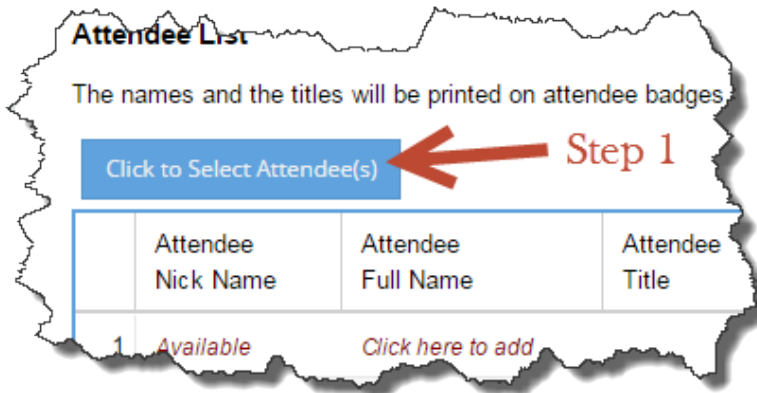 Attendee List
The names and the titles will be printed on attendee badges
Click to Select Attendee(s)
Step 1
Attendee Nick Name
Attendee Full Name
Attendee Title
1 Available Click here to add